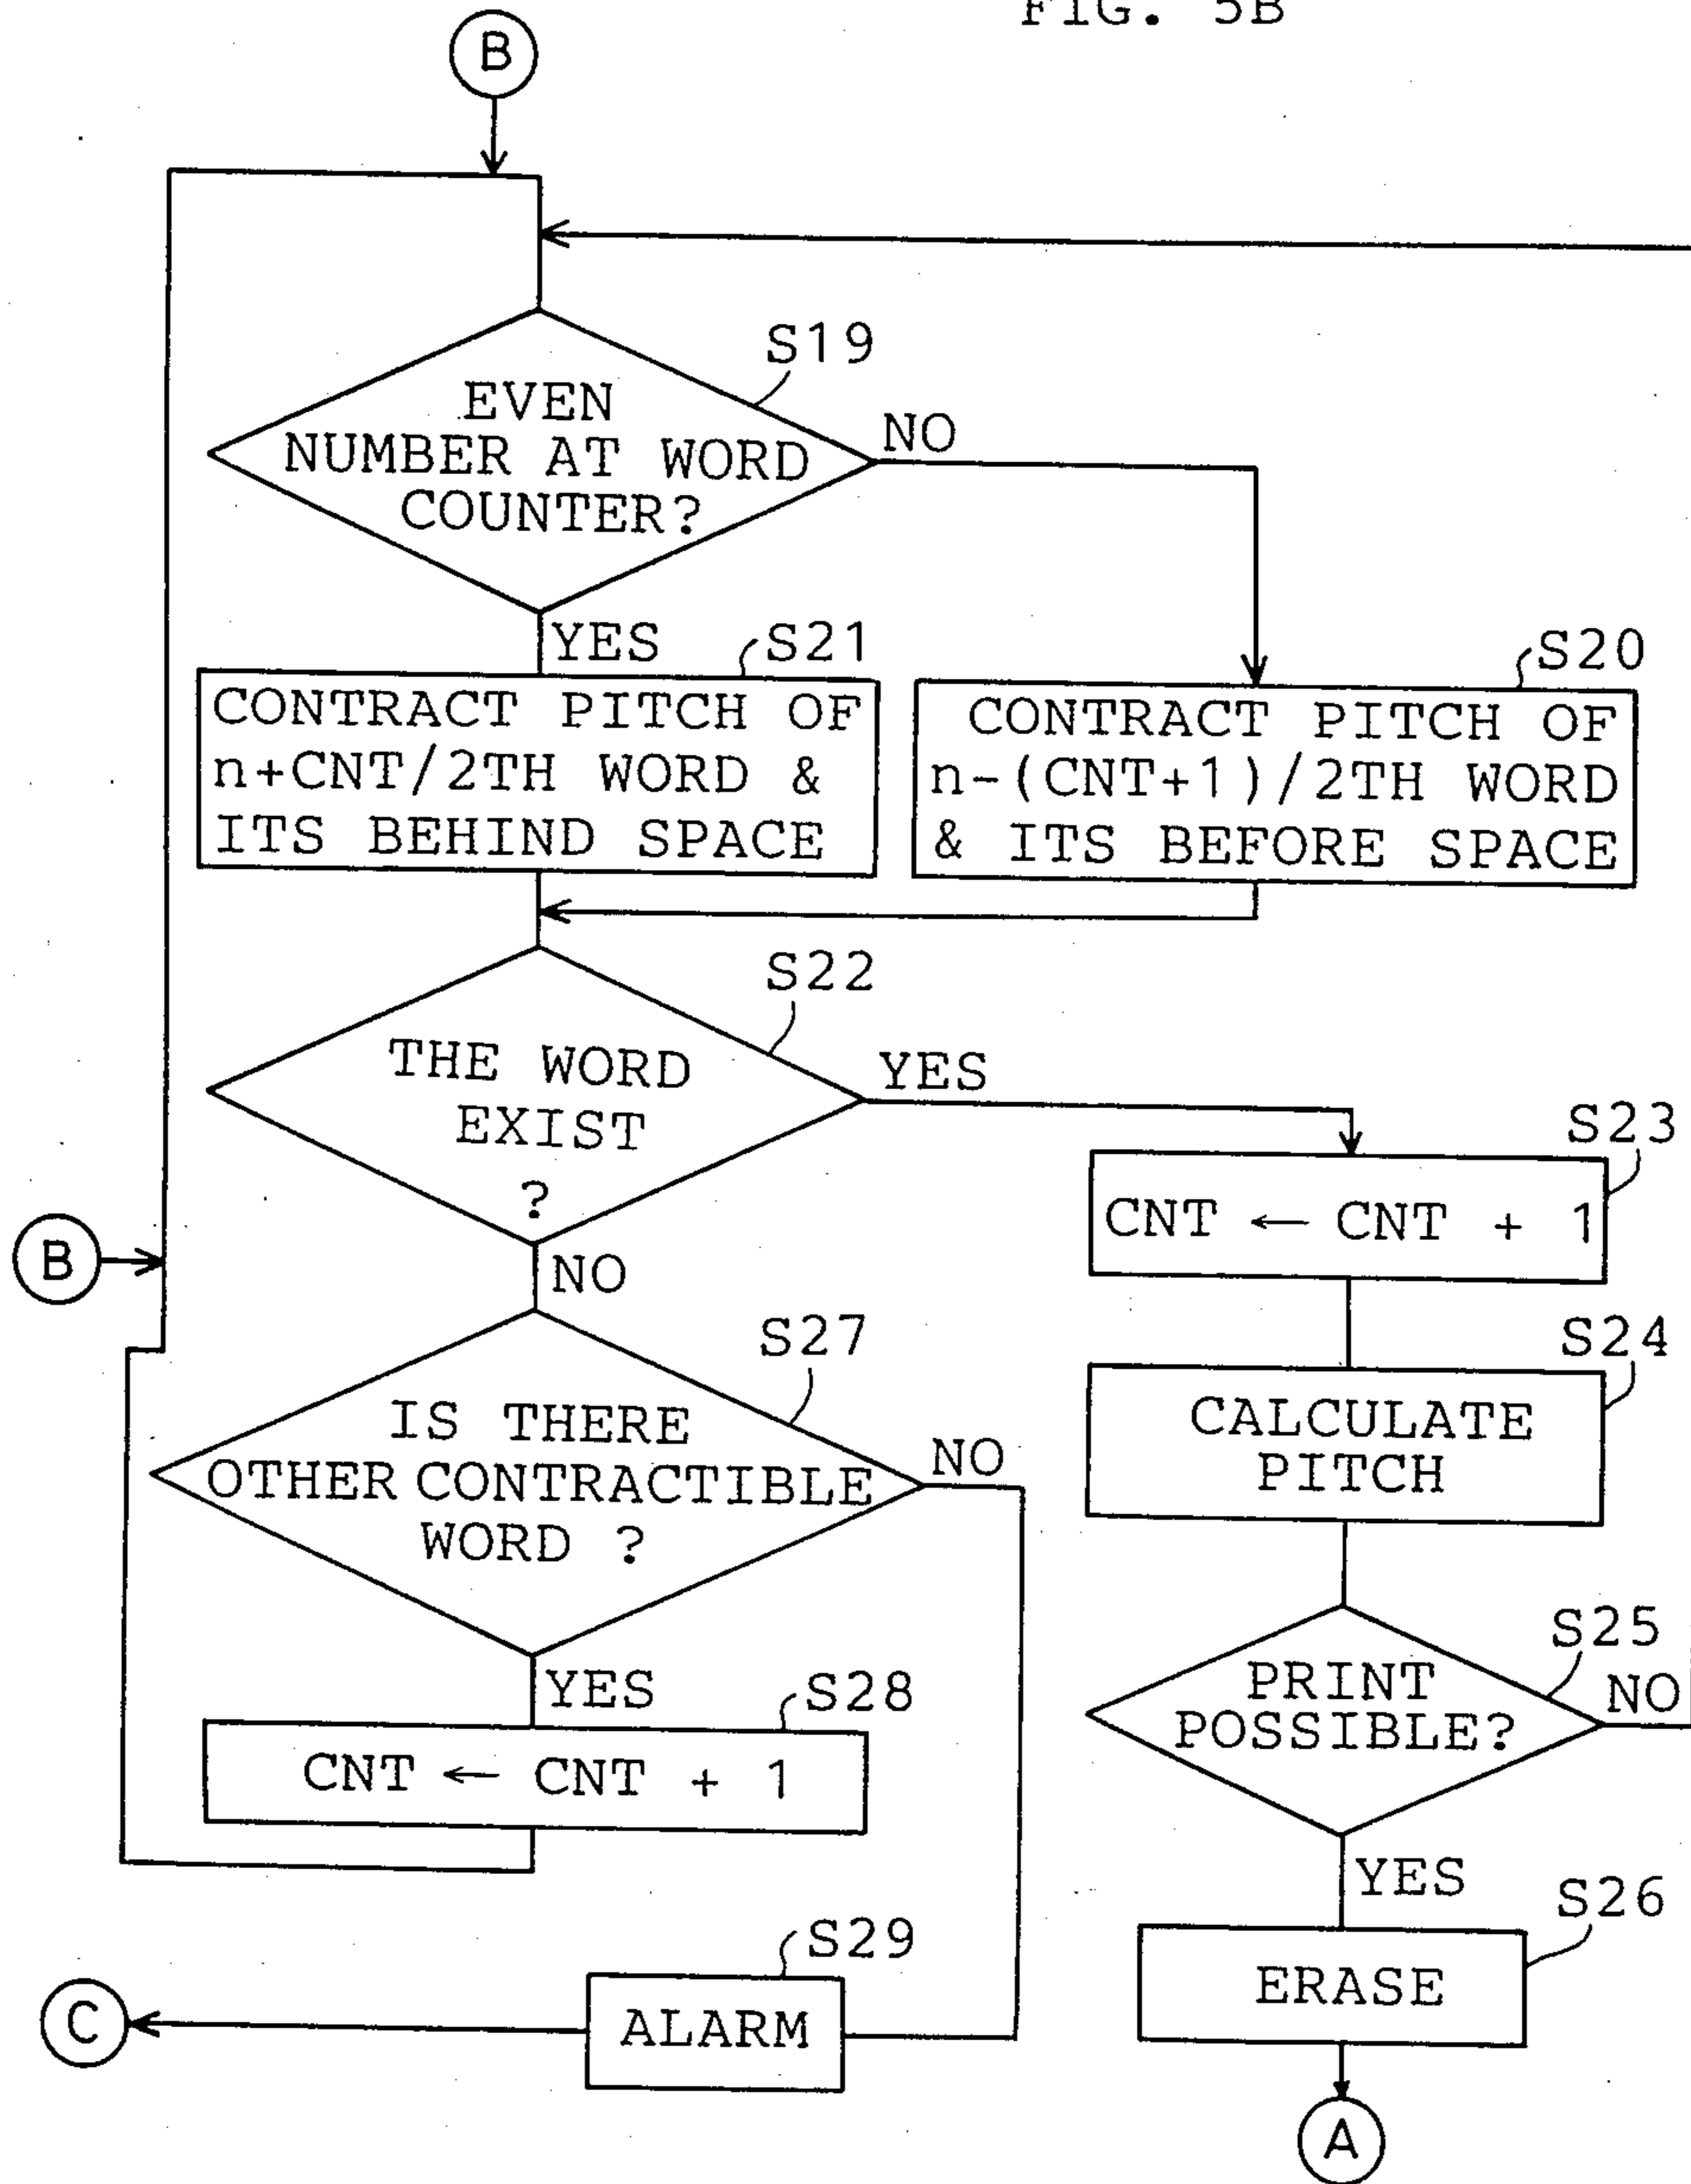 FIG. 5B
B
S19
EVEN
NUMBER AT WORD
COUNTER?
NO
YES
S21
CONTRACT PITCH OF
n+CNT/2TH WORD &
ITS BEHIND SPACE
S20
CONTRACT PITCH OF
n-(CNT+1)/2TH WORD
& ITS BEFORE SPACE
S22
THE WORD
EXIST
?
YES
NO
B
S23
CNT ← CNT + 1
S24
CALCULATE
PITCH
S27
IS THERE
OTHER CONTRACTIBLE
WORD ?
NO
YES
S28
CNT ← CNT + 1
S25
PRINT
POSSIBLE?
NO
YES
S26
ERASE
A
S29
ALARM
C